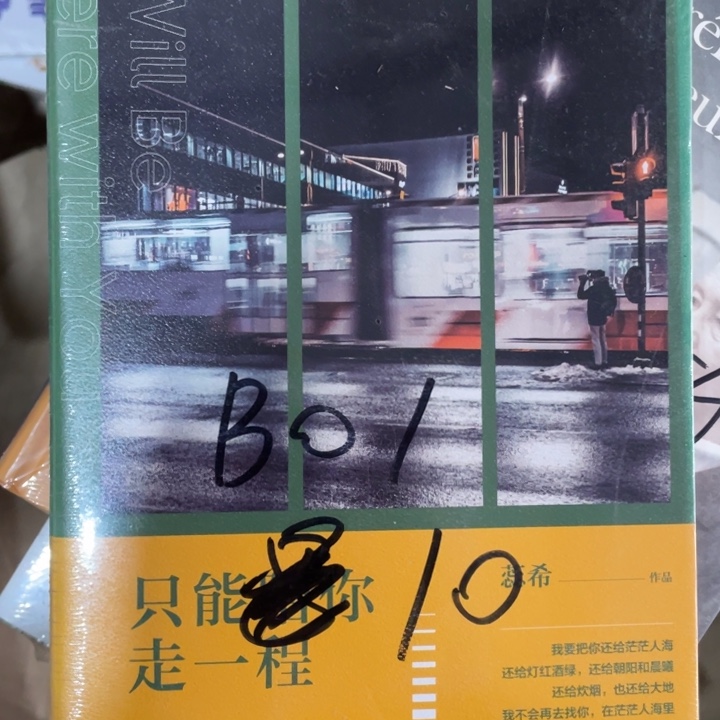 Will Be
ere with You
B01
10
只能 你
走一程
蕊希
作品
我要把你还给茫茫人海
还给灯红酒绿，还给朝阳和晨曦
还给炊烟，也还给大地
我不会再去找你，在茫茫人海里